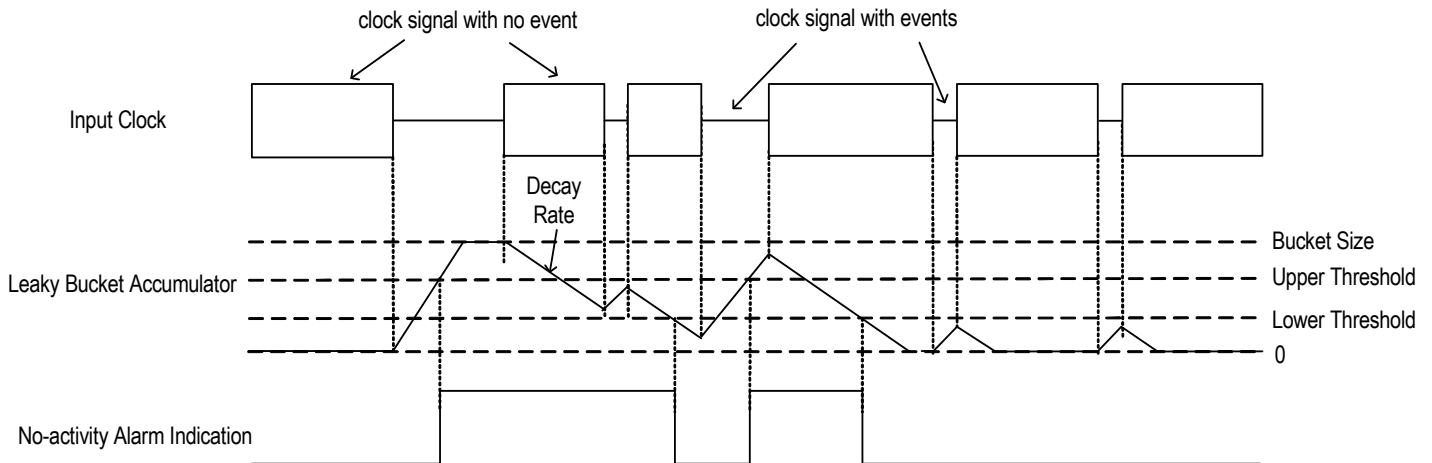 clock signal with no event
clock signal with events
Input Clock
Decay
Rate
Bucket Size
Leaky Bucket Accumulator
Upper Threshold
Lower Threshold
0
No-activity Alarm Indication